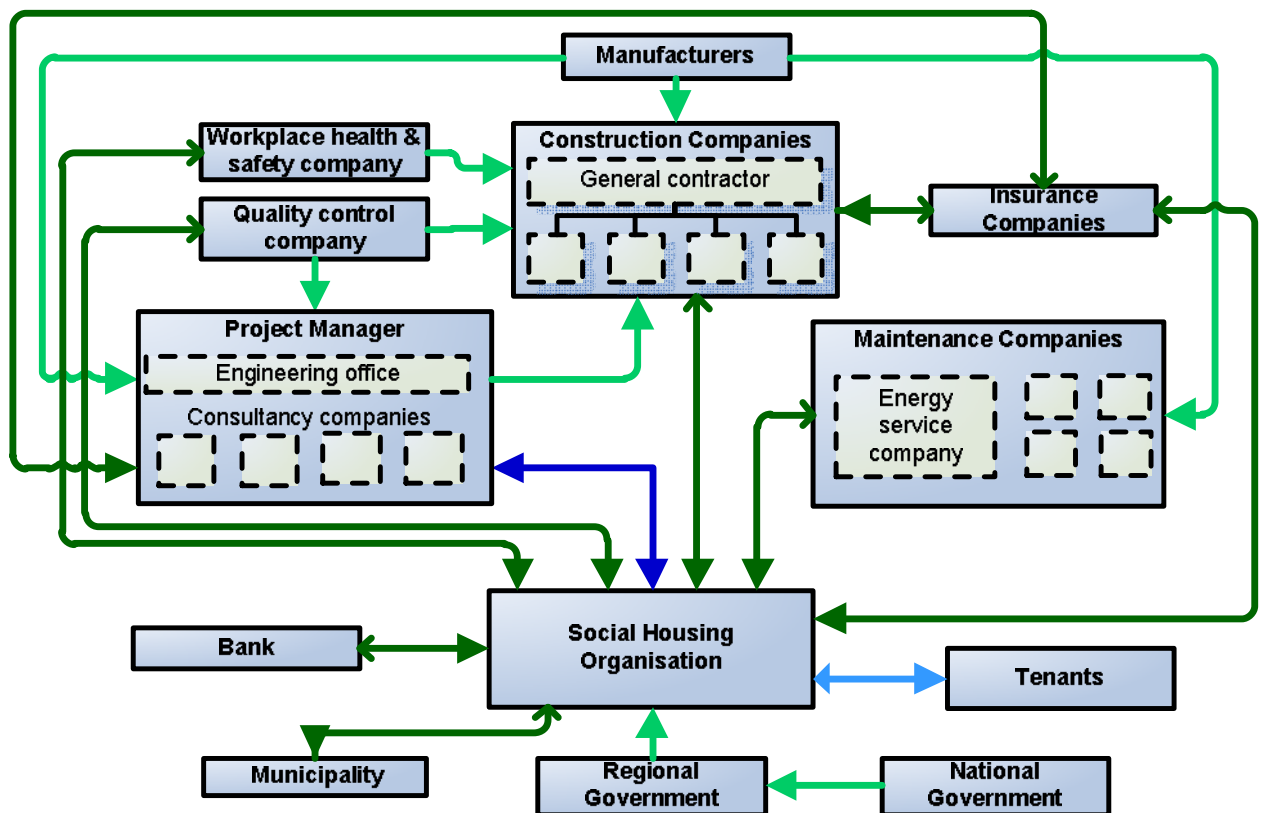 Manufacturers
Workplace health &
safety company
Construction Companies
General contractor
Quality control
company
Insurance
Companies
Project Manager
Engineering office
Consultancy companies
Maintenance Companies
Energy
service
company
Social Housing
Organisation
Bank
Tenants
Municipality
Regional
Government
National
Government